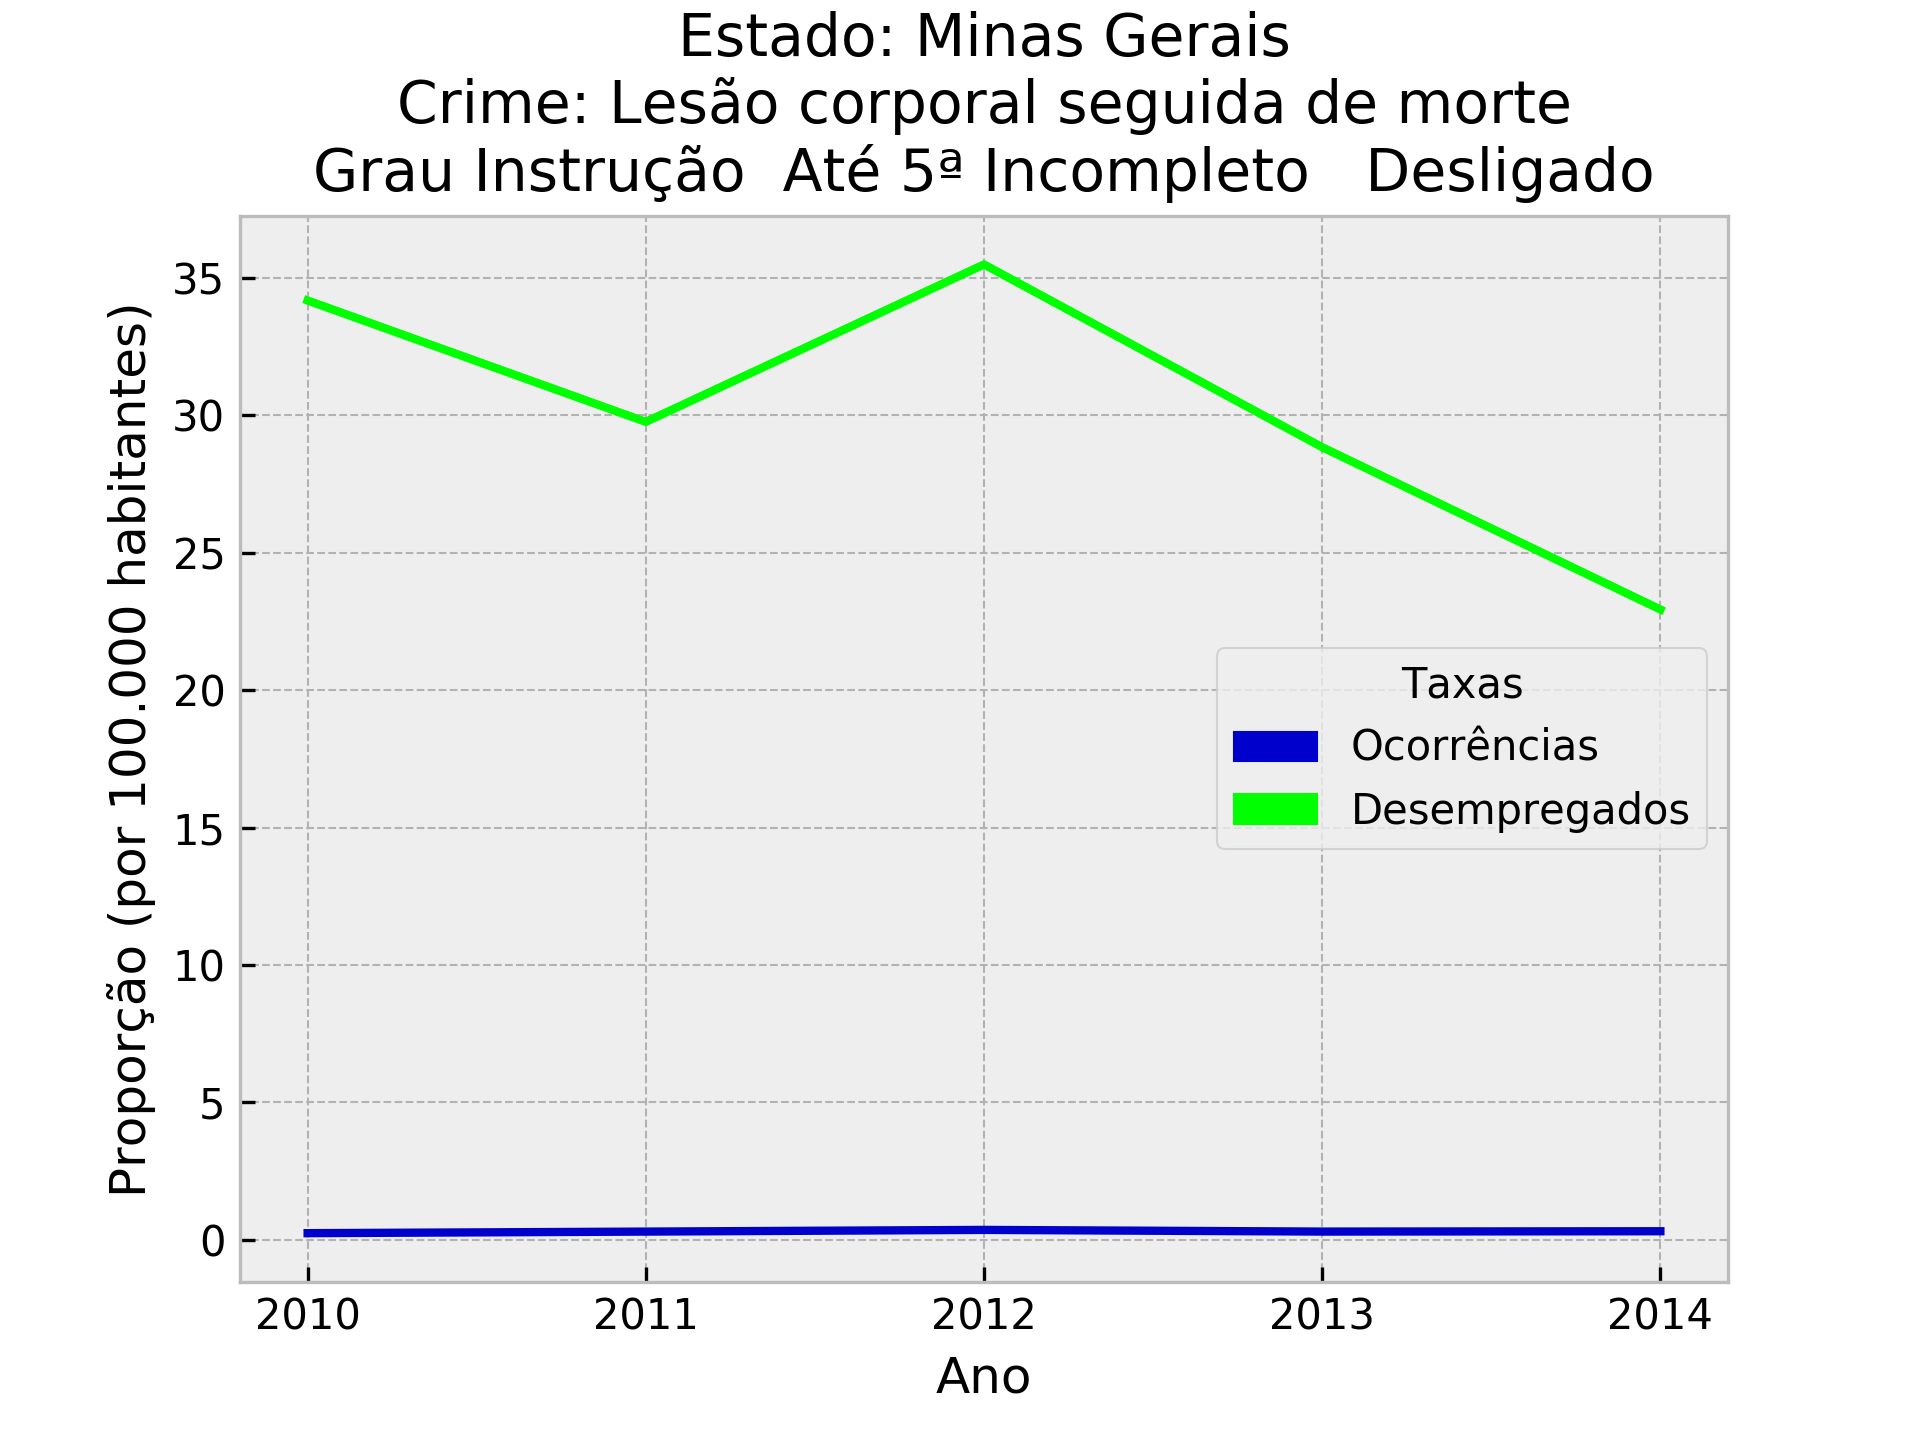 Estado: Minas Gerais
Crime: Lesão corporal seguida de morte
Grau Instrução  Até 5ª Incompleto   Desligado
Proporção (por 100.000 habitantes)
35
30
25
20
15
10
5
0
Taxas
Ocorrências
Desempregados
2010 2011 2012 2013 2014
Ano